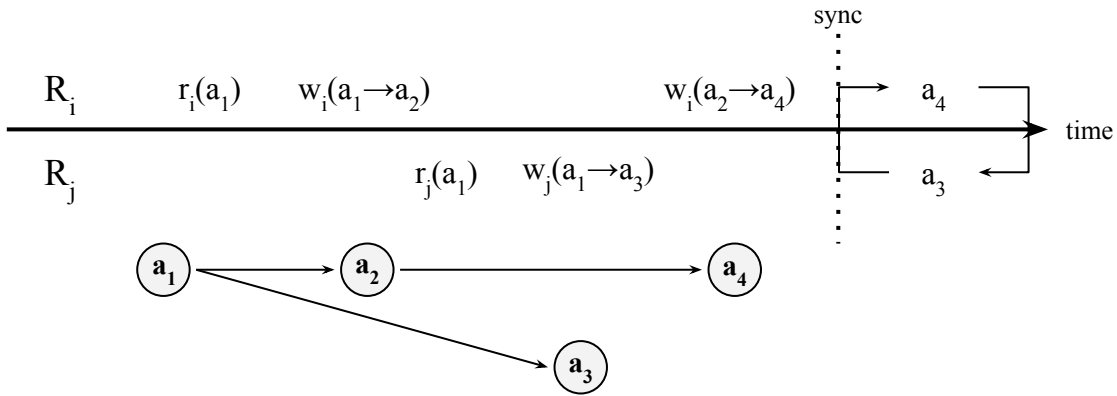 sync
R_i r_i(a_1) w_i(a_1→a_2) w_i(a_2→a_4) a_4
time
R_j r_j(a_1) w_j(a_1→a_3) a_3
a_1 a_2 a_4
a_3